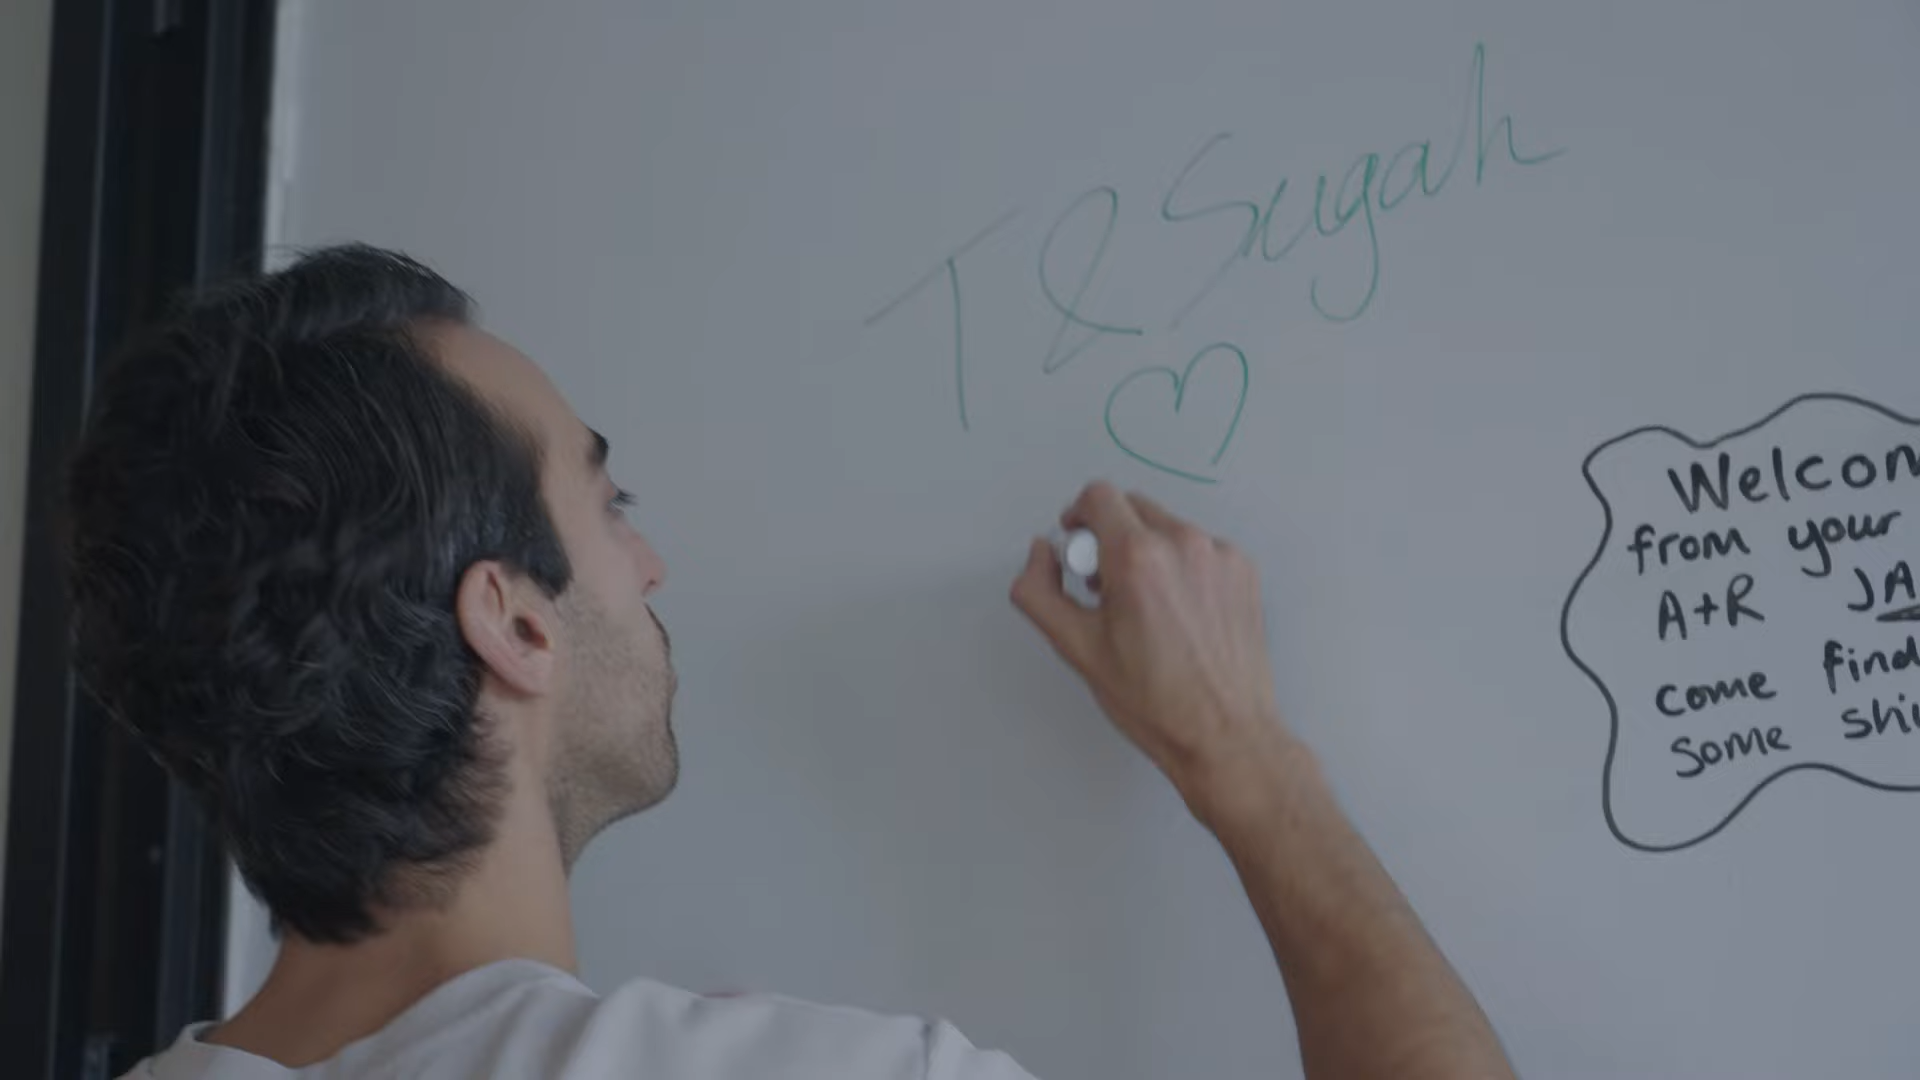 T & Sugah
♡
Welcom
from your
A+R JA
come find
some shi